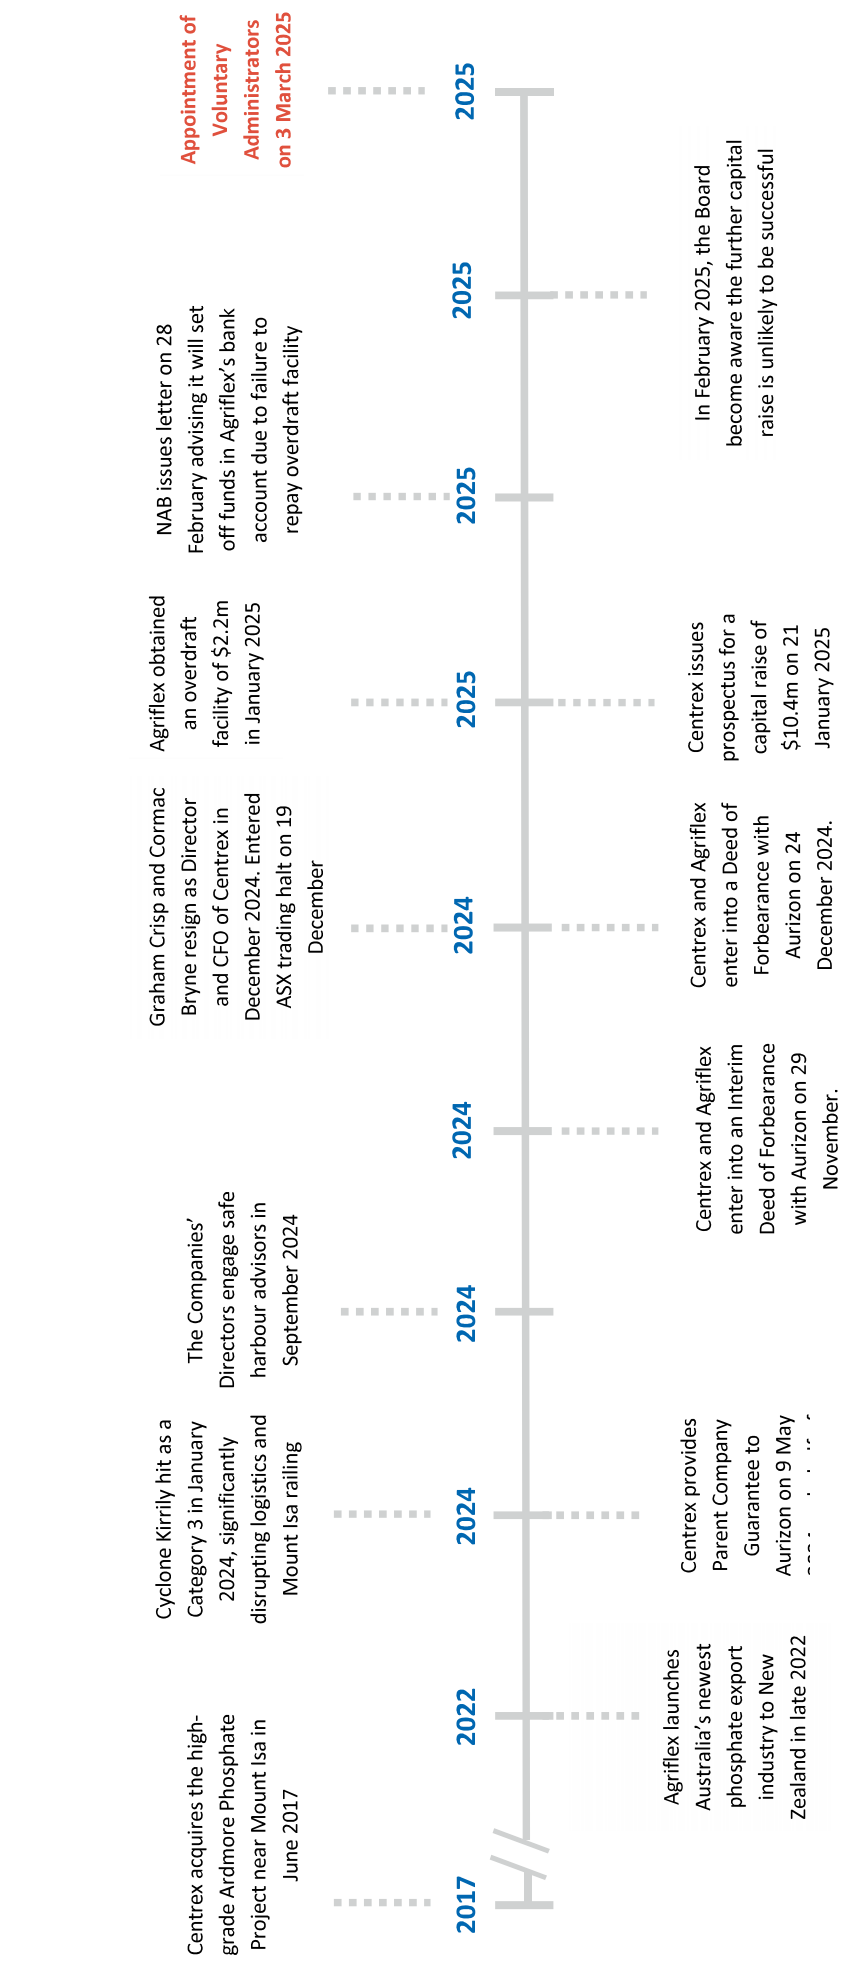 Centrex acquires the high-
grade Ardmore Phosphate
Project near Mount Isa in
June 2017
2017
2022
Agriflex launches
Australia's newest
phosphate export
industry to New
Zealand in late 2022
Cyclone Kirrily hit as a
Category 3 in January
2024, significantly
disrupting logistics and
Mount Isa railing
2024
Centrex provides
Parent Company
Guarantee to
Aurizon on 9 May
The Companies'
Directors engage safe
harbour advisors in
September 2024
2024
2024
Centrex and Agriflex
enter into an Interim
Deed of Forbearance
with Aurizon on 29
November.
Graham Crisp and Cormac
Bryne resign as Director
and CFO of Centrex in
December 2024. Entered
ASX trading halt on 19
December
2024
Centrex and Agriflex
enter into a Deed of
Forbearance with
Aurizon on 24
December 2024.
Agriflex obtained
an overdraft
facility of $2.2m
in January 2025
2025
Centrex issues
prospectus for a
capital raise of
$10.4m on 21
January 2025
NAB issues letter on 28
February advising it will set
off funds in Agriflex's bank
account due to failure to
repay overdraft facility
2025
2025
In February 2025, the Board
become aware the further capital
raise is unlikely to be successful
Appointment of
Voluntary
Administrators
on 3 March 2025
2025